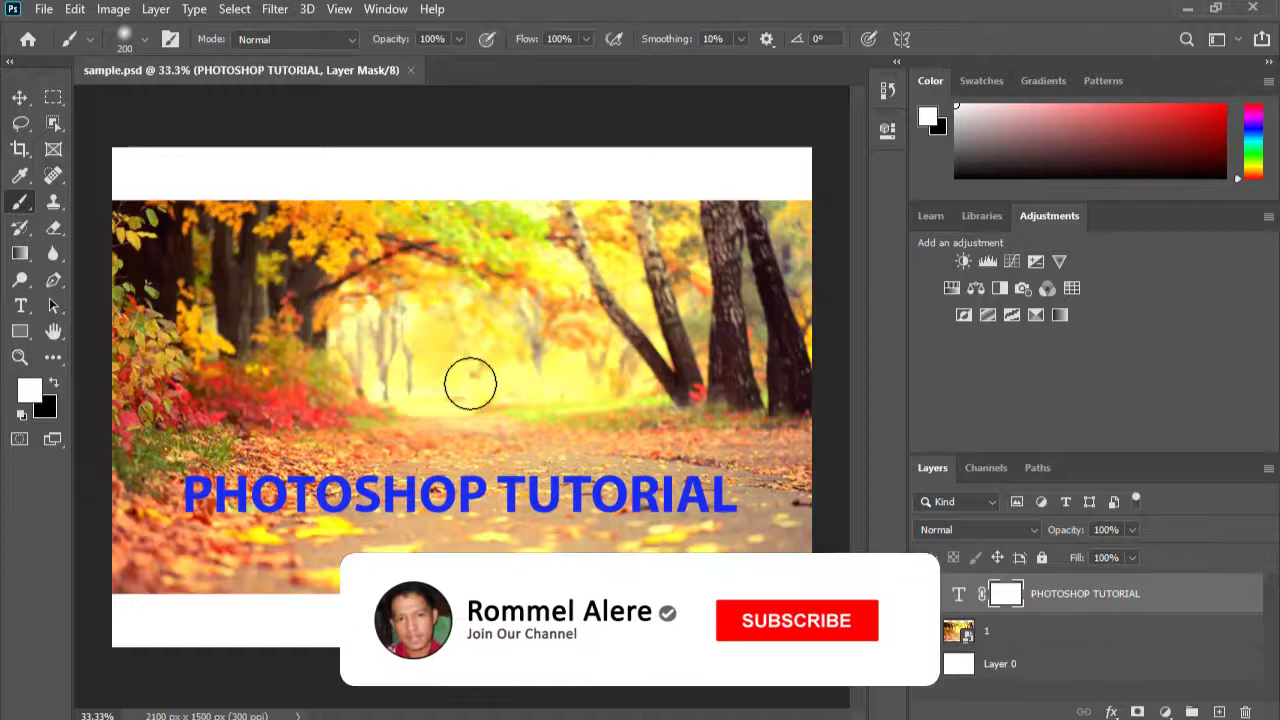 Ps File Edit Image Layer Type Select Filter 3D View Window Help
200 Mode: Normal Opacity: 100% Flow: 100% Smoothing: 10% 0°
sample.psd @ 33.3% (PHOTOSHOP TUTORIAL, Layer Mask/8)
Color Swatches Gradients Patterns
Learn Libraries Adjustments
Add an adjustment
PHOTOSHOP TUTORIAL
Layers Channels Paths
Kind
Normal Opacity: 100%
Fill: 100%
PHOTOSHOP TUTORIAL
1
Layer 0
Rommel Alere
Join Our Channel
SUBSCRIBE
33.33% 2100 px x 1500 px (300 ppi)